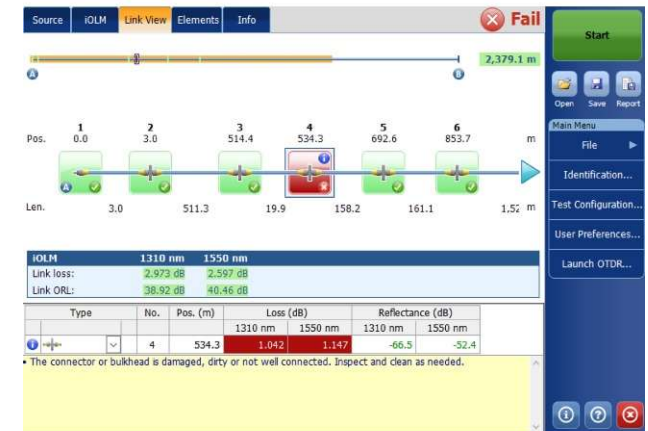 Source iOLM Link View Elements Info Fail
Start
2,379.1 m
A B
Open Save Report
Main Menu
1 2 3 4 5 6
Pos. 0.0 3.0 514.4 534.3 692.6 853.7 m
File
A
Identification...
Len. 3.0 511.3 19.9 158.2 161.1 m
Test Configuration...
User Preferences...
iOLM 1310 nm 1550 nm
Launch OTDR...
Link loss: 2.973 dB 2.597 dB
Link ORL: 38.92 dB 40.46 dB
Type No. Pos. (m) Loss (dB) Reflectance (dB)
1310 nm 1550 nm 1310 nm 1550 nm
4 534.3 1.042 1.147 -66.5 -52.4
• The connector or bulkhead is damaged, dirty or not well connected. Inspect and clean as needed.